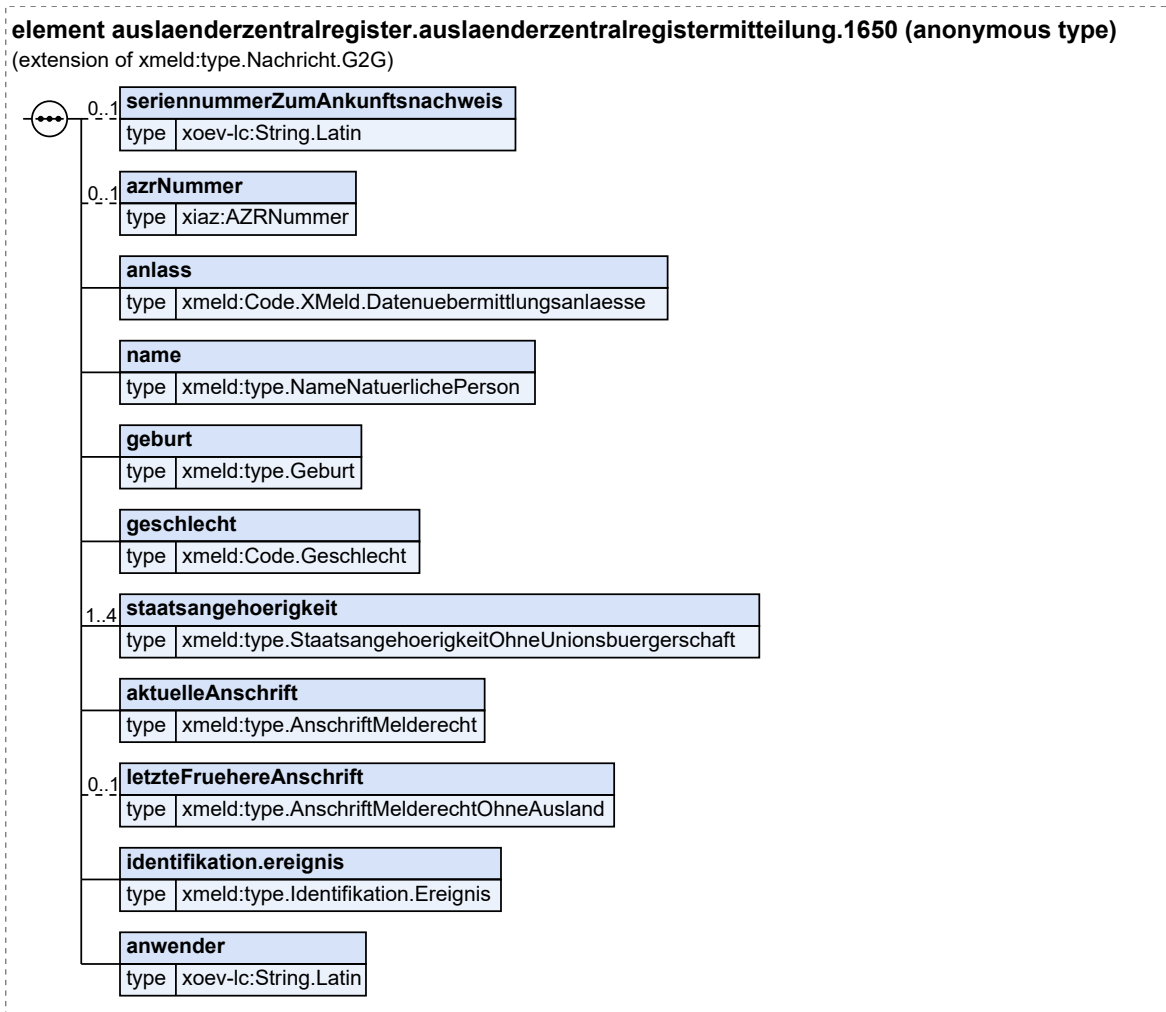 element auslaenderzentralregister.auslaenderzentralregistermitteilung.1650 (anonymous type)
(extension of xmeld:type.Nachricht.G2G)
0..1 seriennummerZumAnkunftsnachweis
type xoev-lc:String.Latin
0..1 azrNummer
type xiaz:AZRNummer
anlass
type xmeld:Code.XMeld.Datenuebermittlungsanlaesse
name
type xmeld:type.NameNatuerlichePerson
geburt
type xmeld:type.Geburt
geschlecht
type xmeld:Code.Geschlecht
1..4 staatsangehoerigkeit
type xmeld:type.StaatsangehoerigkeitOhneUnionsbuergerschaft
aktuelleAnschrift
type xmeld:type.AnschriftMelderecht
0..1 letzteFruehereAnschrift
type xmeld:type.AnschriftMelderechtOhneAusland
identifikation.ereignis
type xmeld:type.Identifikation.Ereignis
anwender
type xoev-lc:String.Latin